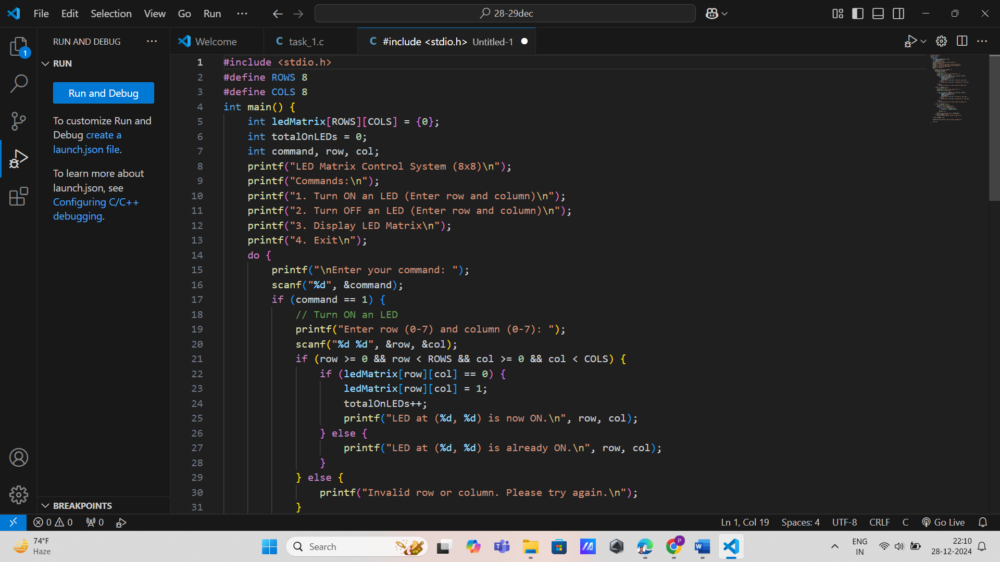 File Edit Selection View Go Run ··· 28-29dec
RUN AND DEBUG ···
RUN
Run and Debug
To customize Run and
Debug create a
launch.json file.
To learn more about
launch.json, see
Configuring C/C++
debugging.
BREAKPOINTS
1
Welcome
C task_1.c
C #include <stdio.h> Untitled-1
1 #include <stdio.h>
2 #define ROWS 8
3 #define COLS 8
4 int main() {
5 int ledMatrix[ROWS][COLS] = {0};
6 int totalOnLEDs = 0;
7 int command, row, col;
8 printf("LED Matrix Control System (8x8)\n");
9 printf("Commands:\n");
10 printf("1. Turn ON an LED (Enter row and column)\n");
11 printf("2. Turn OFF an LED (Enter row and column)\n");
12 printf("3. Display LED Matrix\n");
13 printf("4. Exit\n");
14 do {
15 printf("\nEnter your command: ");
16 scanf("%d", &command);
17 if (command == 1) {
18 // Turn ON an LED
19 printf("Enter row (0-7) and column (0-7): ");
20 scanf("%d %d", &row, &col);
21 if (row >= 0 && row < ROWS && col >= 0 && col < COLS) {
22 if (ledMatrix[row][col] == 0) {
23 ledMatrix[row][col] = 1;
24 totalOnLEDs++;
25 printf("LED at (%d, %d) is now ON.\n", row, col);
26 } else {
27 printf("LED at (%d, %d) is already ON.\n", row, col);
28 }
29 } else {
30 printf("Invalid row or column. Please try again.\n");
31 }
0 0 0
Ln 1, Col 19 Spaces: 4 UTF-8 CRLF C Go Live
74°F
Haze
Search
P
ENG
IN
22:10
28-12-2024